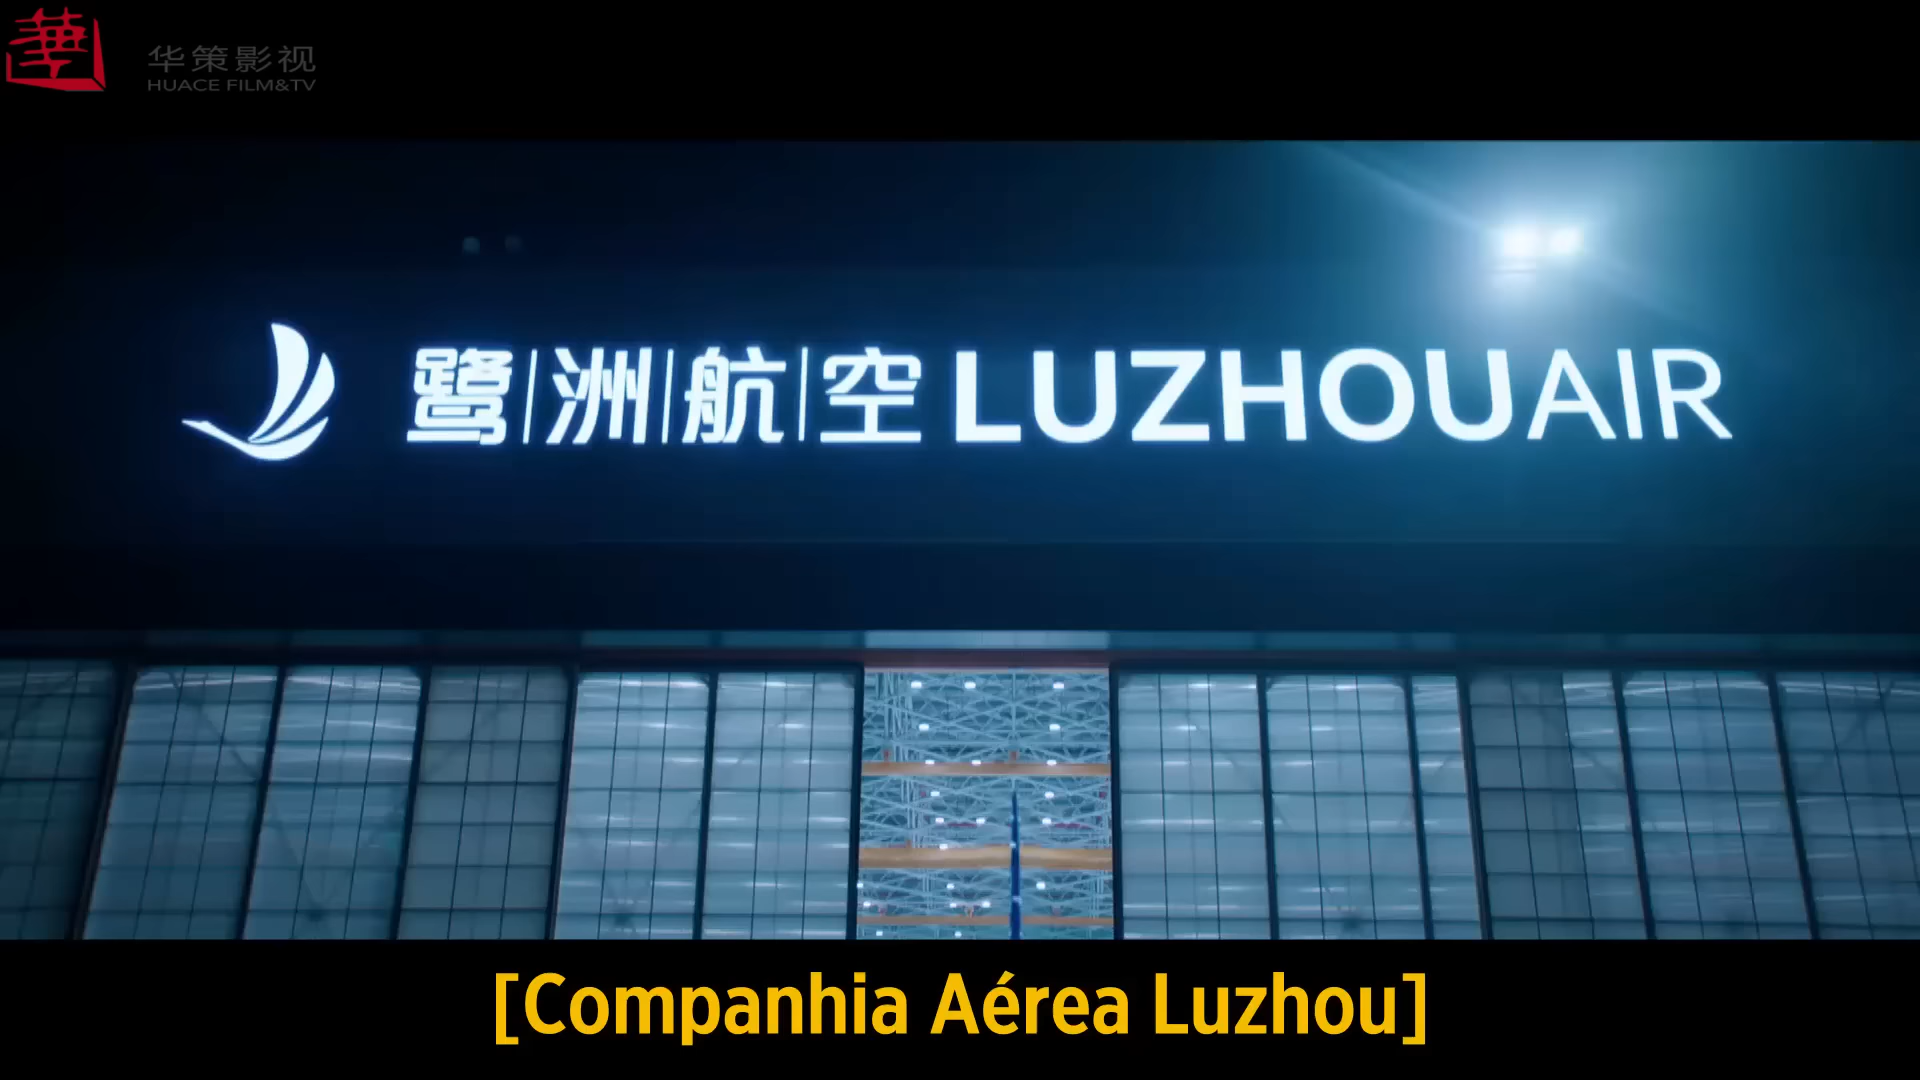 華
华策影视
HUACE FILM&TV
鹭洲航空 LUZHOUAIR
[Companhia Aérea Luzhou]